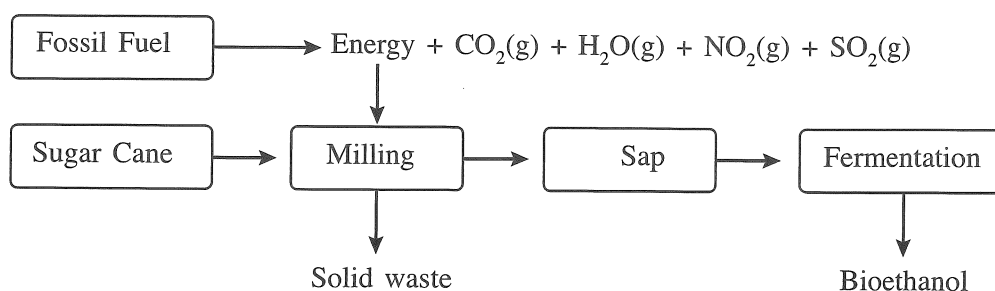 Fossil Fuel
Energy + CO₂(g) + H₂O(g) + NO₂(g) + SO₂(g)
Sugar Cane
Milling
Sap
Fermentation
Solid waste
Bioethanol